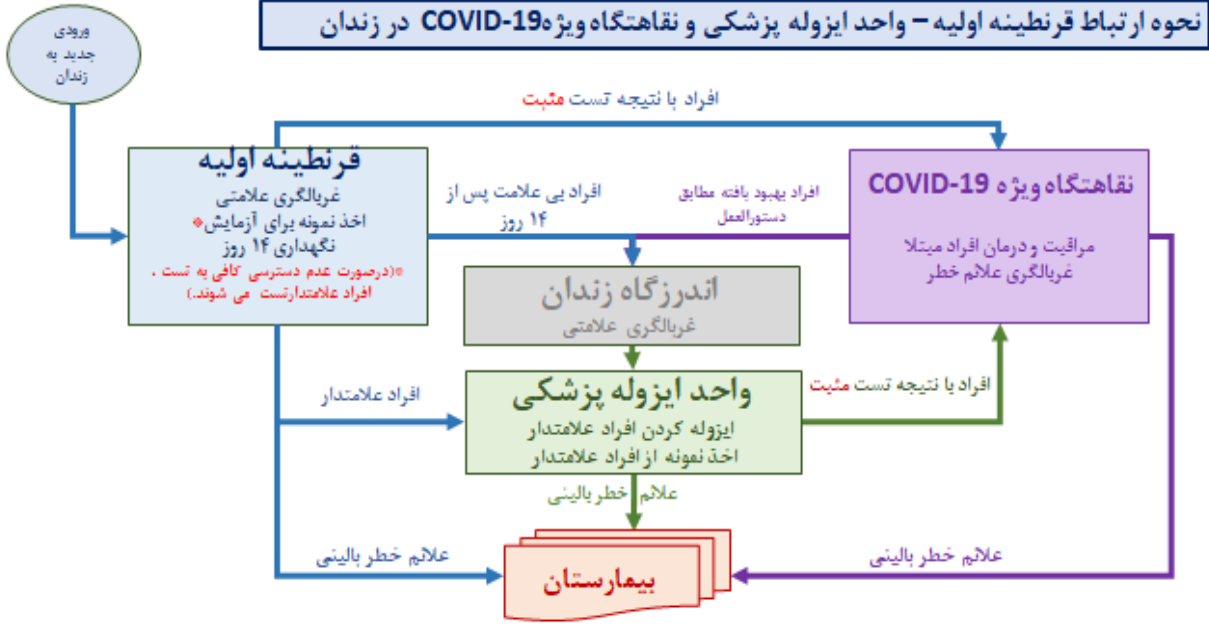 نحوه ارتباط قرنطینه اولیه – واحد ایزوله پزشکی و نقاهتگاه ویژه COVID-19 در زندان
ورودی
جدید به
زندان
افراد با نتیجه تست مثبت
قرنطینه اولیه
غربالگری علامتی
اخذ نمونه برای آزمایش*
نگهداری ۱۴ روز
*(درصورت عدم دسترسی کافی به تست ،
افراد علامتدارتست می شوند.)
افراد بی علامت پس از
۱۴ روز
افراد بهبود یافته مطابق
دستورالعمل
نقاهتگاه ویژه COVID-19
مراقبت و درمان افراد مبتلا
غربالگری علائم خطر
اندرزگاه زندان
غربالگری علامتی
افراد علامتدار
واحد ایزوله پزشکی
ایزوله کردن افراد علامتدار
اخذ نمونه از افراد علامتدار
افراد با نتیجه تست مثبت
علائم خطر بالینی
علائم خطر بالینی
بیمارستان
علائم خطر بالینی